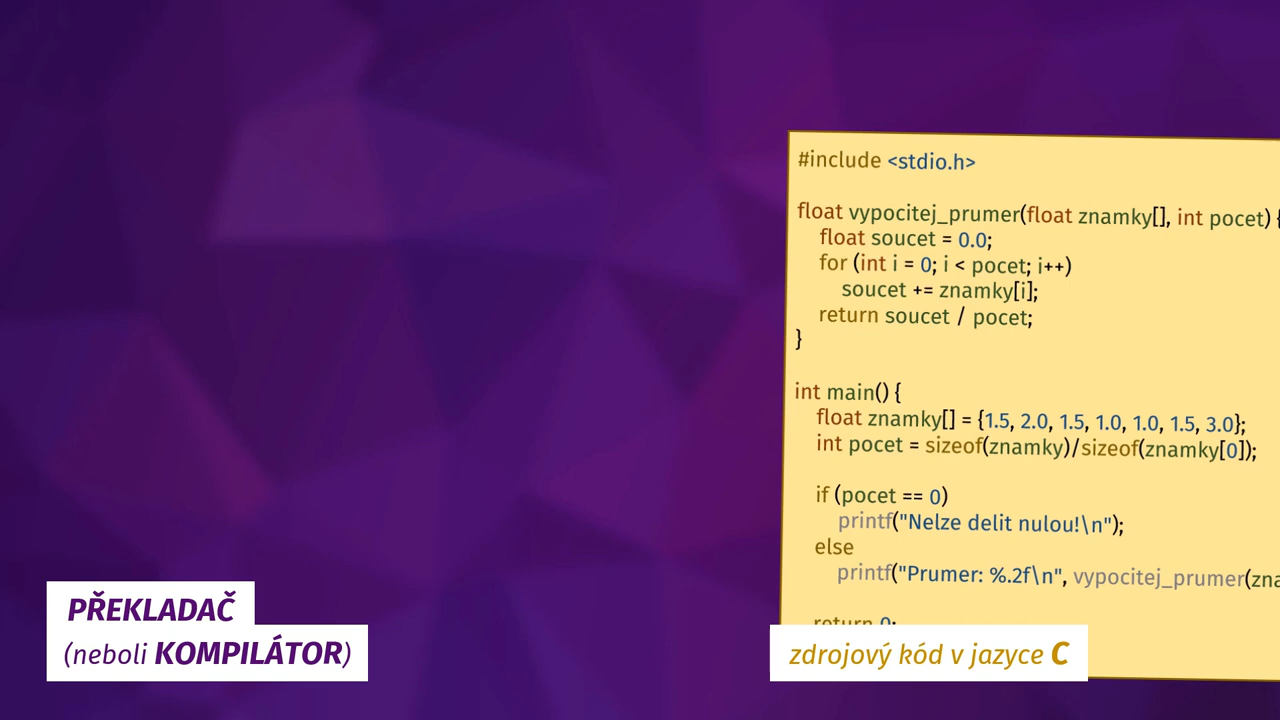 #include <stdio.h>
float vypocitej_prumer(float znamky[], int pocet) {
float soucet = 0.0;
for (int i = 0; i < pocet; i++)
soucet += znamky[i];
return soucet / pocet;
}
int main() {
float znamky[] = {1.5, 2.0, 1.5, 1.0, 1.0, 1.5, 3.0};
int pocet = sizeof(znamky)/sizeof(znamky[0]);
if (pocet == 0)
printf("Nelze delit nulou!\n");
else
printf("Prumer: %.2f\n", vypocitej_prumer(zna
return 0;
PŘEKLADAČ
(neboli KOMPILÁTOR)
zdrojový kód v jazyce C